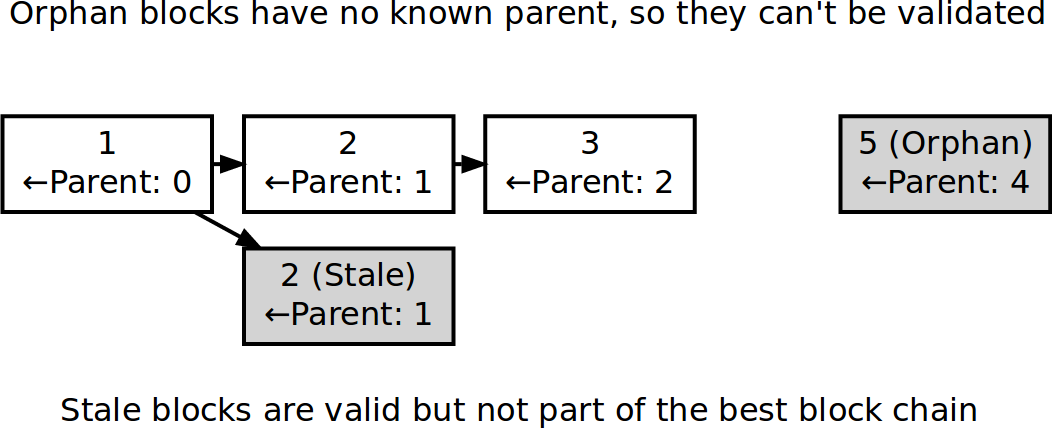 Orphan blocks have no known parent, so they can't be validated
1
←Parent: 0
2
←Parent: 1
3
←Parent: 2
5 (Orphan)
←Parent: 4
2 (Stale)
←Parent: 1
Stale blocks are valid but not part of the best block chain